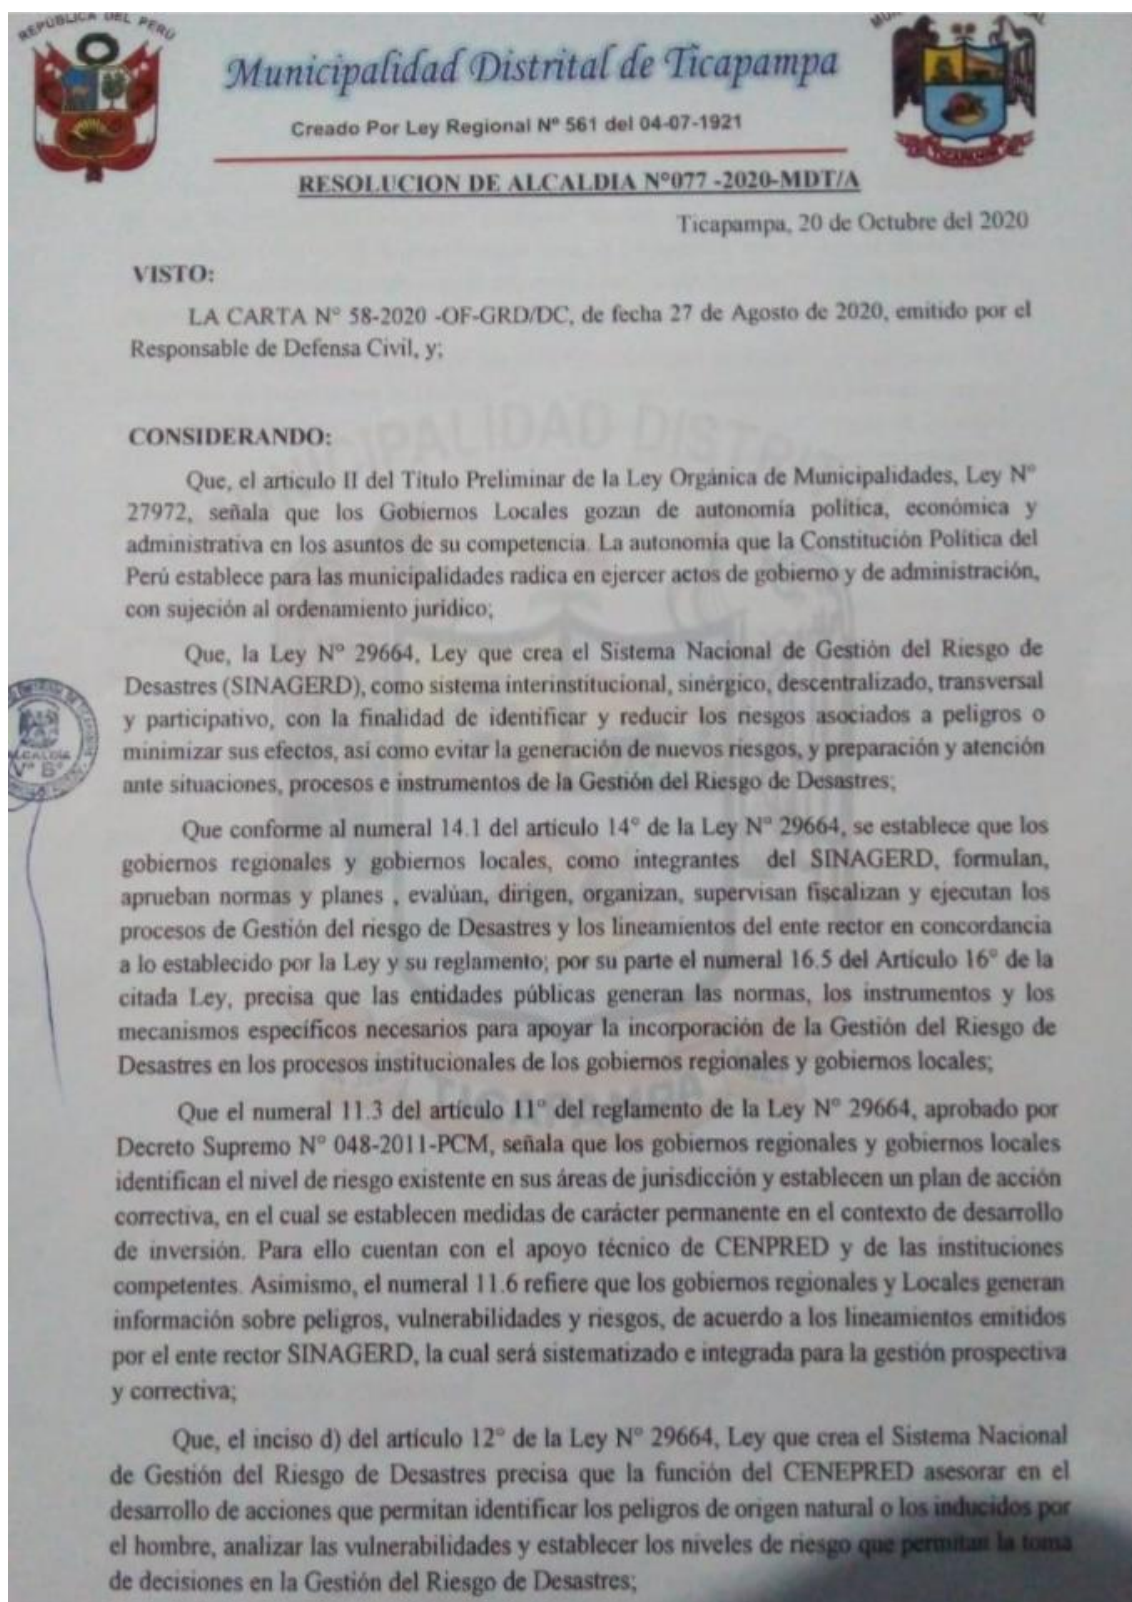 REPÚBLICA DEL PERÚ
Municipalidad Distrital de Ticapampa
Creado Por Ley Regional Nº 561 del 04-07-1921
RESOLUCION DE ALCALDIA Nº077 -2020-MDT/A
Ticapampa, 20 de Octubre del 2020
VISTO:
LA CARTA Nº 58-2020 -OF-GRD/DC, de fecha 27 de Agosto de 2020, emitido por el
Responsable de Defensa Civil, y;
CONSIDERANDO:
Que, el articulo II del Título Preliminar de la Ley Orgánica de Municipalidades, Ley Nº
27972, señala que los Gobiernos Locales gozan de autonomía política, económica y
administrativa en los asuntos de su competencia. La autonomía que la Constitución Política del
Perú establece para las municipalidades radica en ejercer actos de gobierno y de administración,
con sujeción al ordenamiento jurídico;
Que, la Ley Nº 29664, Ley que crea el Sistema Nacional de Gestión del Riesgo de
Desastres (SINAGERD), como sistema interinstitucional, sinérgico, descentralizado, transversal
y participativo, con la finalidad de identificar y reducir los riesgos asociados a peligros o
minimizar sus efectos, así como evitar la generación de nuevos riesgos, y preparación y atención
ante situaciones, procesos e instrumentos de la Gestión del Riesgo de Desastres;
ALCALDIA
Vº Bº
Que conforme al numeral 14.1 del artículo 14° de la Ley Nº 29664, se establece que los
gobiernos regionales y gobiernos locales, como integrantes del SINAGERD, formulan,
aprueban normas y planes , evalúan, dirigen, organizan, supervisan fiscalizan y ejecutan los
procesos de Gestión del riesgo de Desastres y los lineamientos del ente rector en concordancia
a lo establecido por la Ley y su reglamento; por su parte el numeral 16.5 del Artículo 16° de la
citada Ley, precisa que las entidades públicas generan las normas, los instrumentos y los
mecanismos específicos necesarios para apoyar la incorporación de la Gestión del Riesgo de
Desastres en los procesos institucionales de los gobiernos regionales y gobiernos locales;
Que el numeral 11.3 del artículo 11° del reglamento de la Ley Nº 29664, aprobado por
Decreto Supremo Nº 048-2011-PCM, señala que los gobiernos regionales y gobiernos locales
identifican el nivel de riesgo existente en sus áreas de jurisdicción y establecen un plan de acción
correctiva, en el cual se establecen medidas de carácter permanente en el contexto de desarrollo
de inversión. Para ello cuentan con el apoyo técnico de CENPRED y de las instituciones
competentes. Asimismo, el numeral 11.6 refiere que los gobiernos regionales y Locales generan
información sobre peligros, vulnerabilidades y riesgos, de acuerdo a los lineamientos emitidos
por el ente rector SINAGERD, la cual será sistematizado e integrada para la gestión prospectiva
y correctiva;
Que, el inciso d) del artículo 12° de la Ley Nº 29664, Ley que crea el Sistema Nacional
de Gestión del Riesgo de Desastres precisa que la función del CENEPRED asesorar en el
desarrollo de acciones que permitan identificar los peligros de origen natural o los inducidos por
el hombre, analizar las vulnerabilidades y establecer los niveles de riesgo que permitan la toma
de decisiones en la Gestión del Riesgo de Desastres;